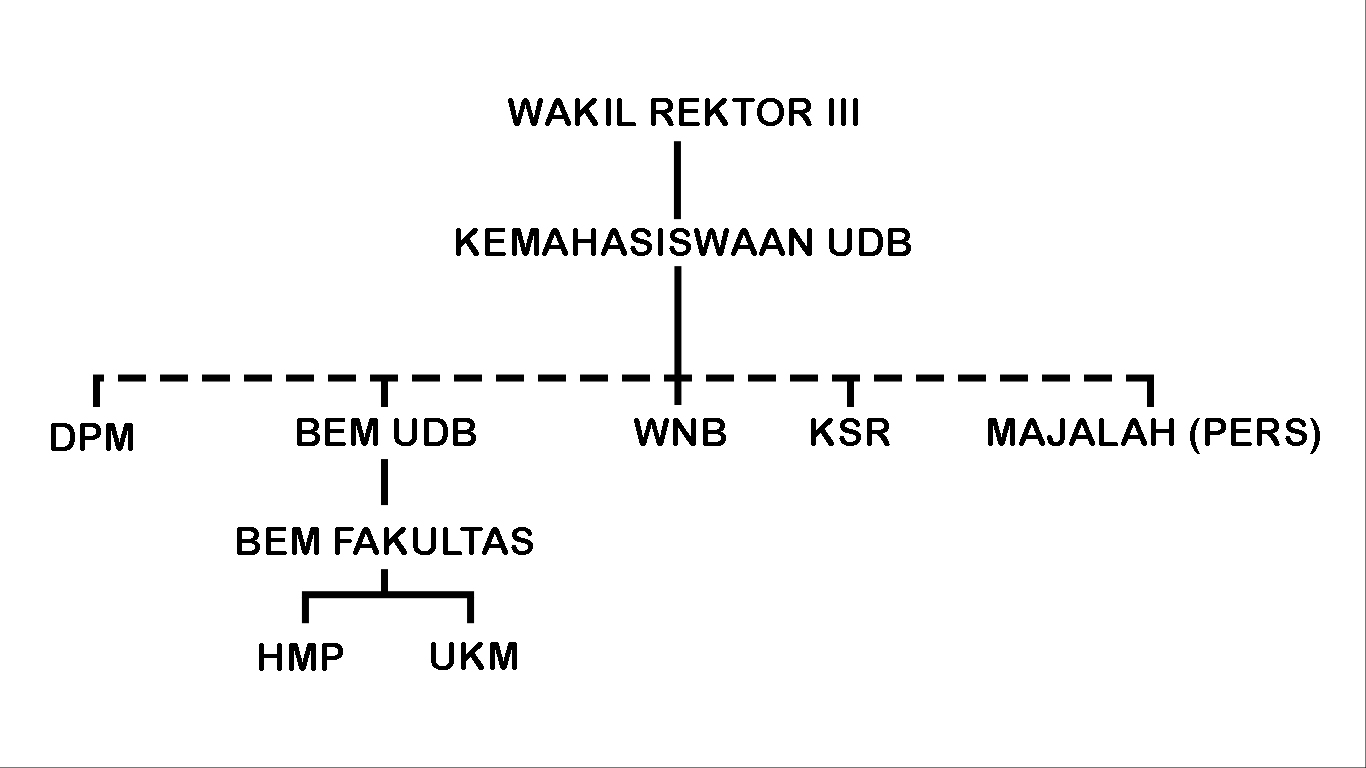 WAKIL REKTOR III
KEMAHASISWAAN UDB
DPM
BEM UDB
WNB
KSR
MAJALAH (PERS)
BEM FAKULTAS
HMP
UKM